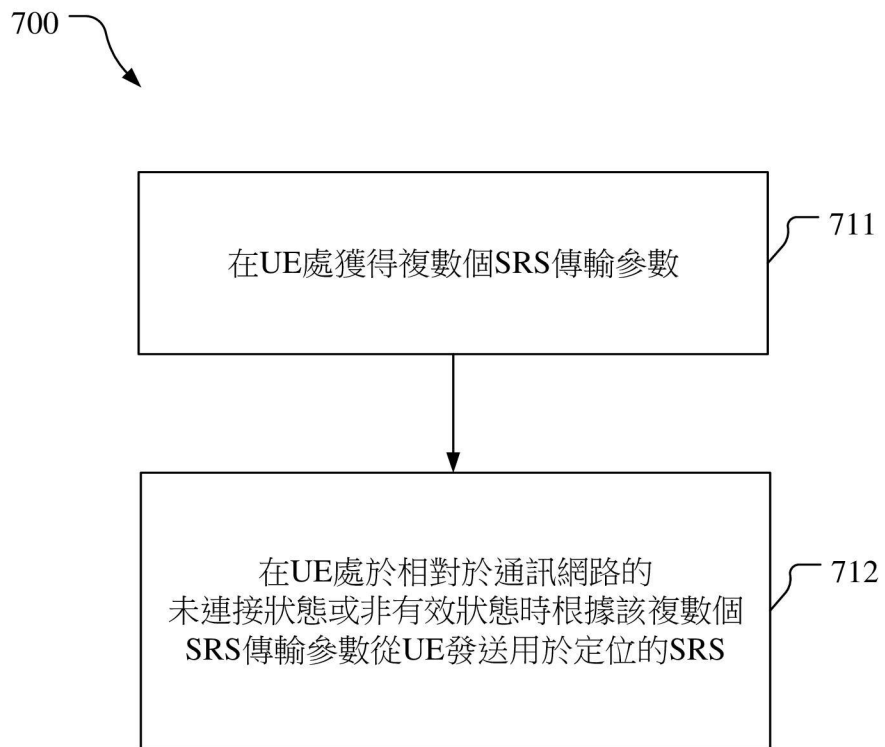 700
在UE處獲得複數個SRS傳輸參數
711
在UE處於相對於通訊網路的
未連接狀態或非有效狀態時根據該複數個
SRS傳輸參數從UE發送用於定位的SRS
712